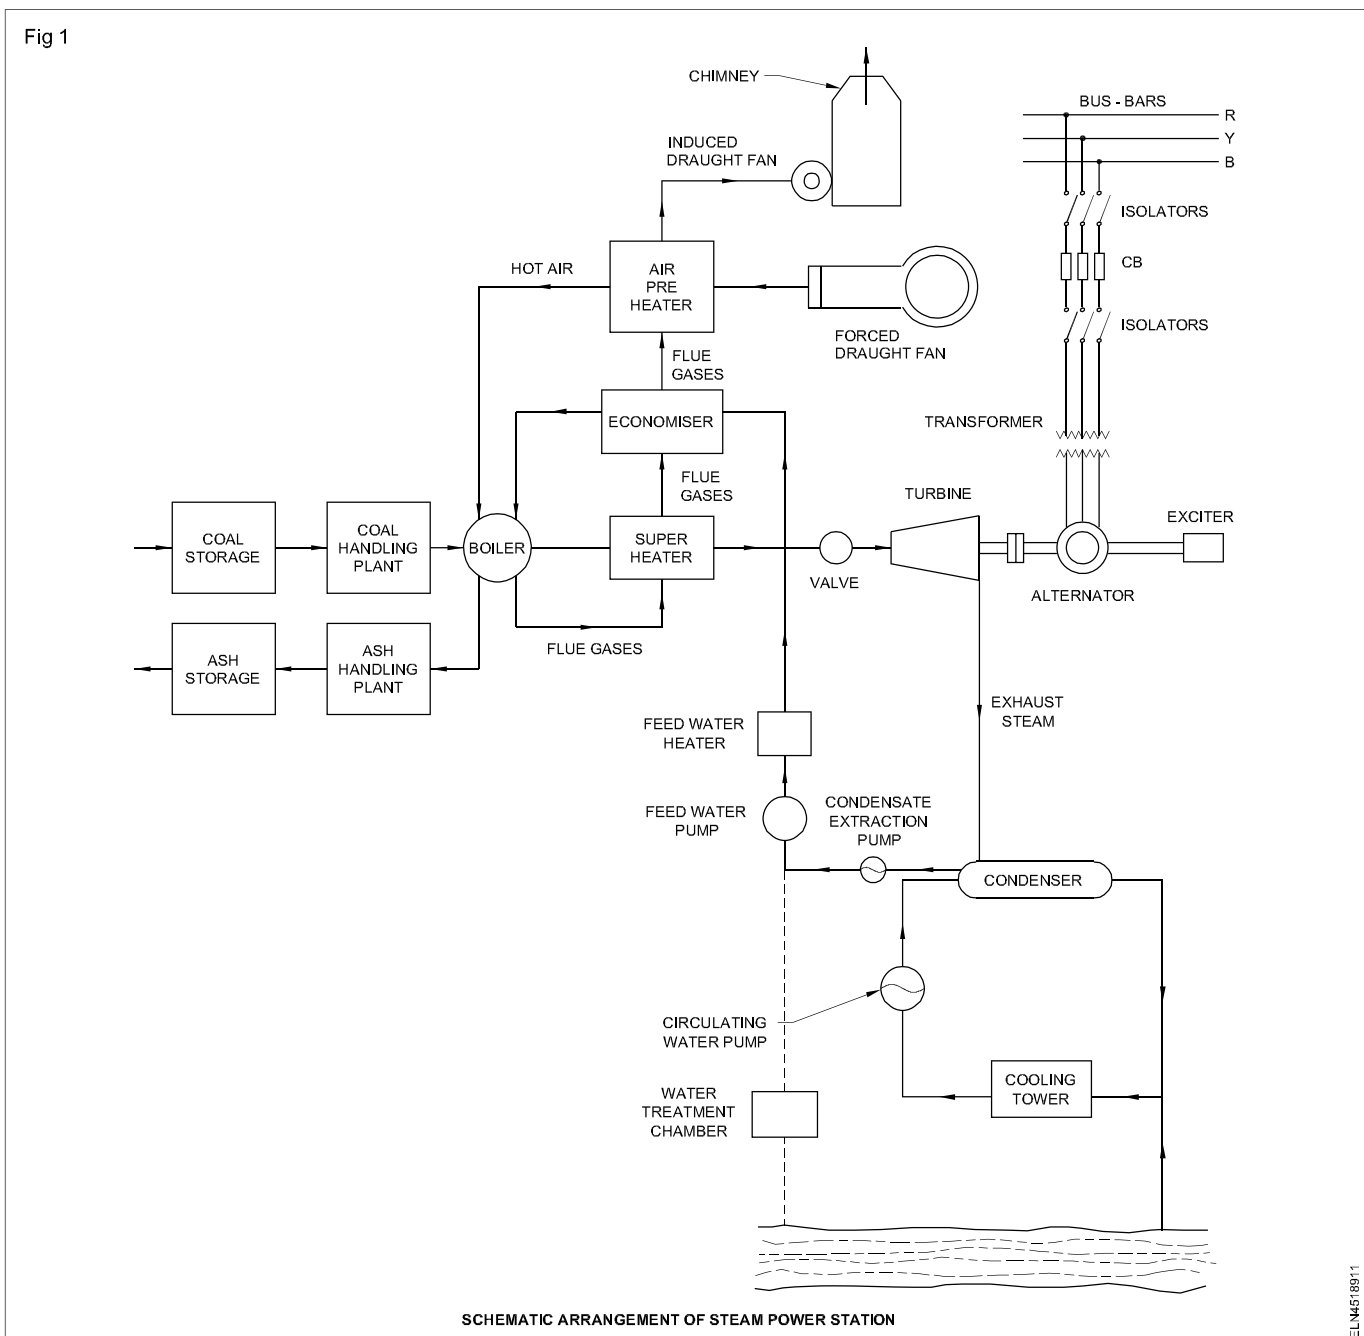 Fig 1
CHIMNEY
INDUCED
DRAUGHT FAN
BUS - BARS
R
Y
B
ISOLATORS
CB
ISOLATORS
HOT AIR
AIR
PRE
HEATER
FORCED
DRAUGHT FAN
FLUE
GASES
ECONOMISER
TRANSFORMER
FLUE
GASES
TURBINE
EXCITER
COAL
STORAGE
COAL
HANDLING
PLANT
BOILER
SUPER
HEATER
VALVE
ALTERNATOR
ASH
STORAGE
ASH
HANDLING
PLANT
FLUE GASES
EXHAUST
STEAM
FEED WATER
HEATER
FEED WATER
PUMP
CONDENSATE
EXTRACTION
PUMP
CONDENSER
CIRCULATING
WATER PUMP
COOLING
TOWER
WATER
TREATMENT
CHAMBER
SCHEMATIC ARRANGEMENT OF STEAM POWER STATION
ELN4518911